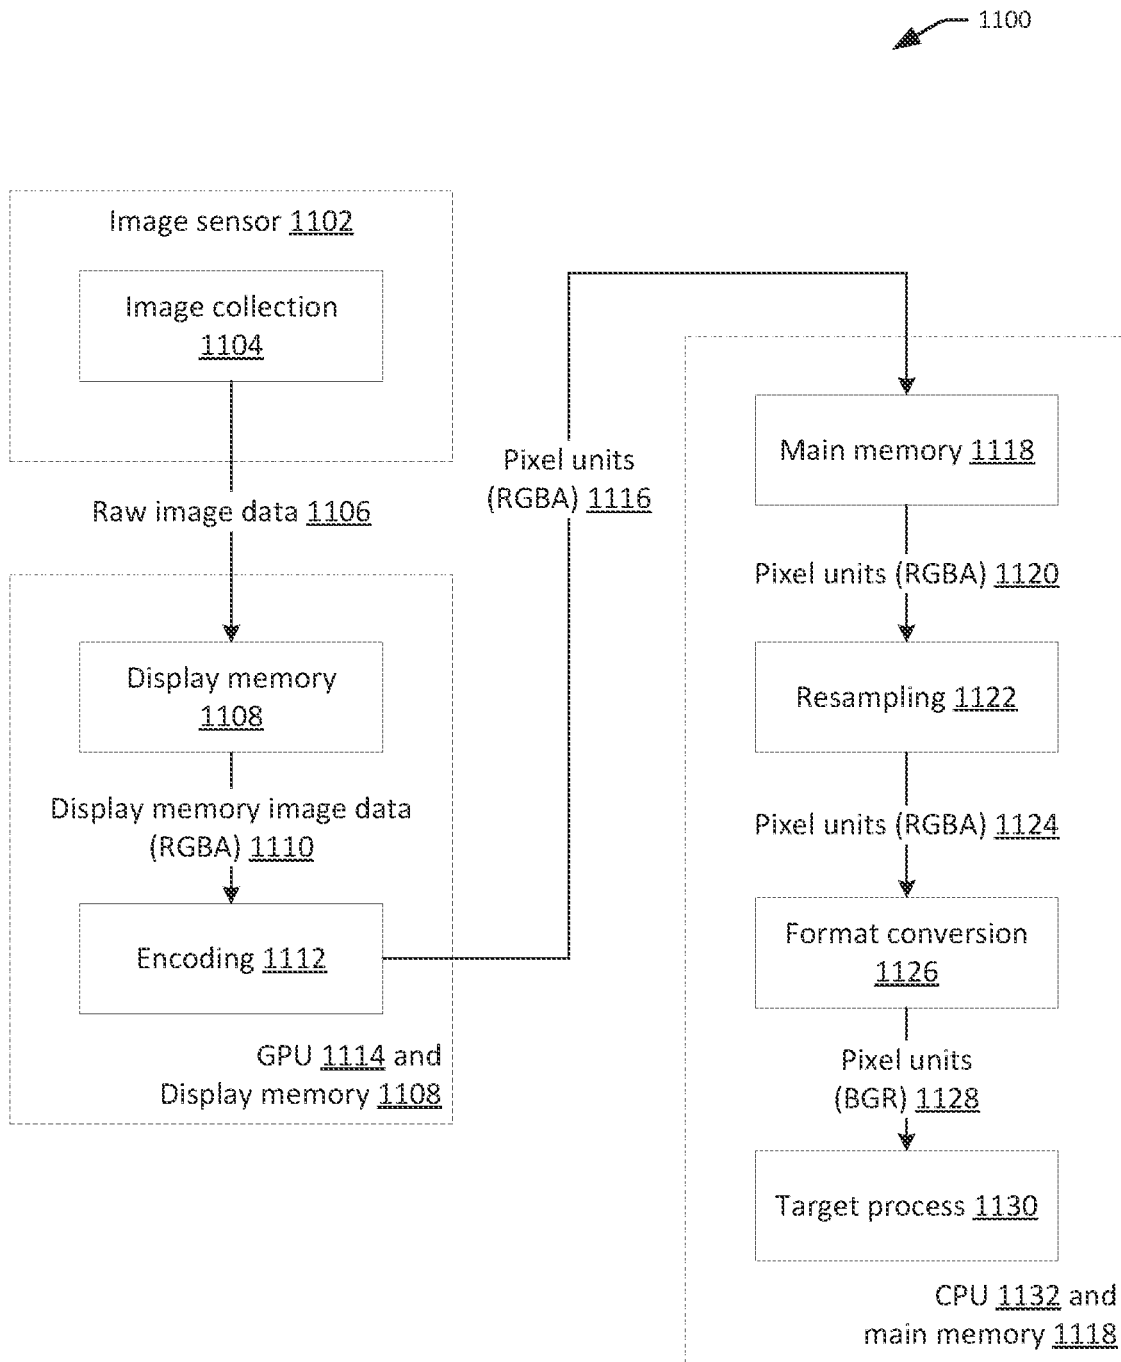 1100
Image sensor 1102
Image collection
1104
Raw image data 1106
Display memory
1108
Display memory image data
(RGBA) 1110
Encoding 1112
GPU 1114 and
Display memory 1108
Pixel units
(RGBA) 1116
Main memory 1118
Pixel units (RGBA) 1120
Resampling 1122
Pixel units (RGBA) 1124
Format conversion
1126
Pixel units
(BGR) 1128
Target process 1130
CPU 1132 and
main memory 1118